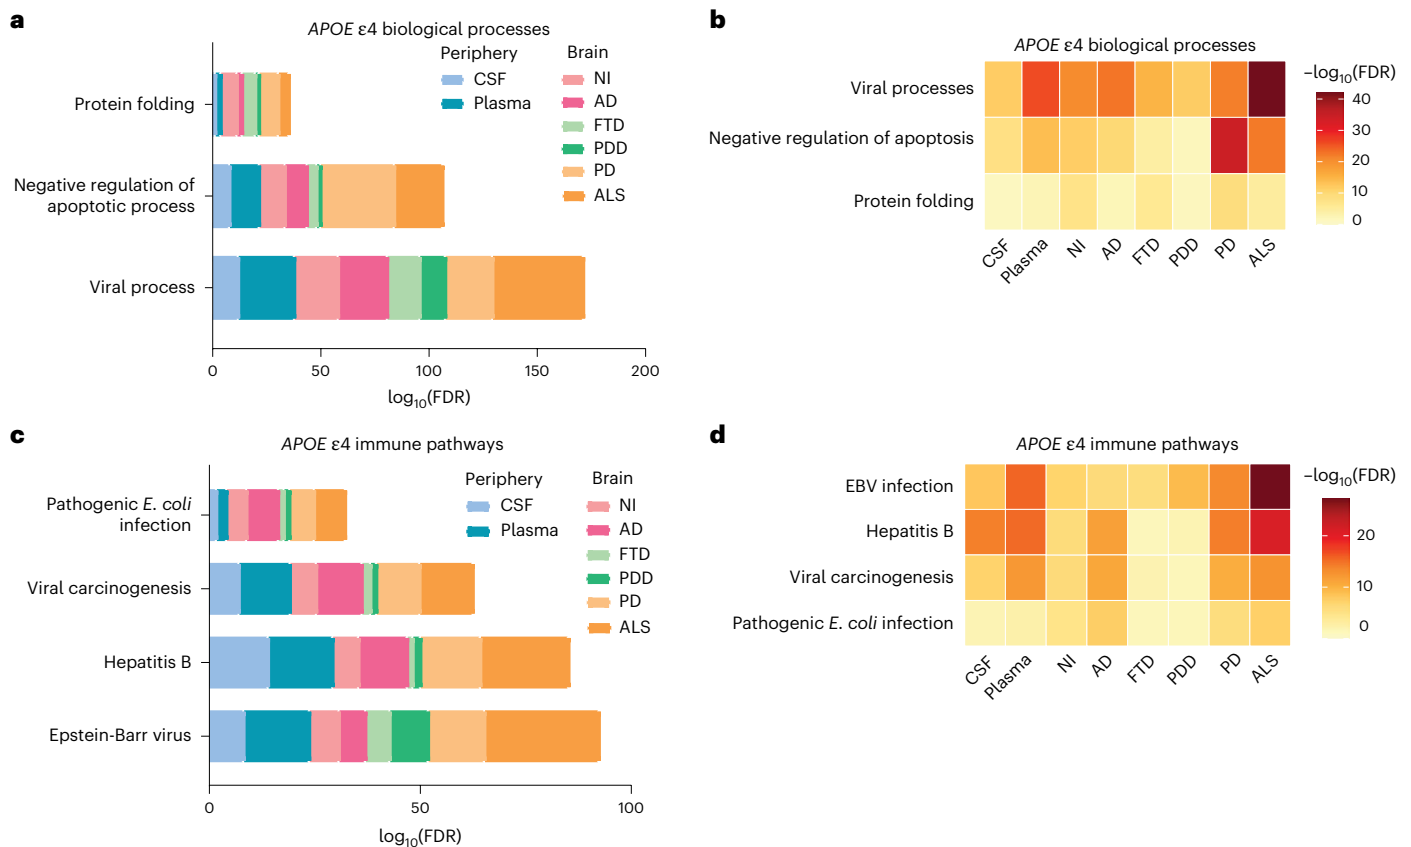 a
APOE ε4 biological processes
Periphery
CSF
Plasma
Brain
NI
AD
FTD
PDD
PD
ALS
Protein folding
Negative regulation of
apoptotic process
Viral process
0 50 100 150 200
log10(FDR)
b
APOE ε4 biological processes
Viral processes
Negative regulation of apoptosis
Protein folding
CSF Plasma NI AD FTD PDD PD ALS
−log10(FDR)
40
30
20
10
0
c
APOE ε4 immune pathways
Periphery
CSF
Plasma
Brain
NI
AD
FTD
PDD
PD
ALS
Pathogenic E. coli
infection
Viral carcinogenesis
Hepatitis B
Epstein-Barr virus
0 50 100
log10(FDR)
d
APOE ε4 immune pathways
EBV infection
Hepatitis B
Viral carcinogenesis
Pathogenic E. coli infection
CSF Plasma NI AD FTD PDD PD ALS
−log10(FDR)
20
10
0